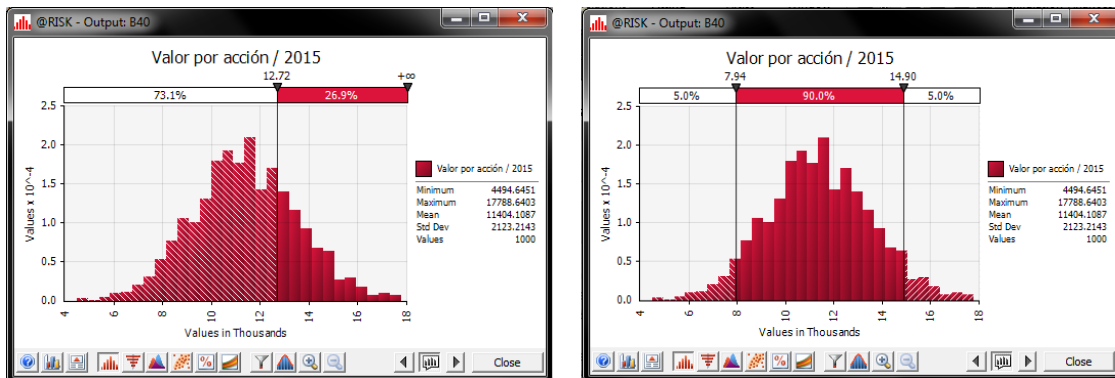 @RISK - Output: B40
Valor por acción / 2015
12.72 +∞
73.1% 26.9%
2.5
2.0
1.5
1.0
0.5
0.0
Values x 10^-4
4 6 8 10 12 14 16 18
Values in Thousands
Valor por acción / 2015
Minimum 4494.6451
Maximum 17788.6403
Mean 11404.1087
Std Dev 2123.2143
Values 1000
Close
@RISK - Output: B40
Valor por acción / 2015
7.94 14.90
5.0% 90.0% 5.0%
2.5
2.0
1.5
1.0
0.5
0.0
Values x 10^-4
4 6 8 10 12 14 16 18
Values in Thousands
Valor por acción / 2015
Minimum 4494.6451
Maximum 17788.6403
Mean 11404.1087
Std Dev 2123.2143
Values 1000
Close